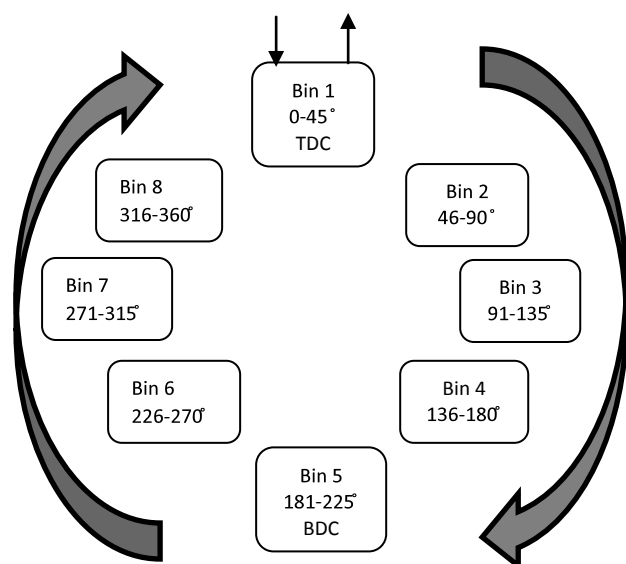 Bin 1
0-45°
TDC
Bin 2
46-90°
Bin 3
91-135°
Bin 4
136-180°
Bin 5
181-225°
BDC
Bin 6
226-270°
Bin 7
271-315°
Bin 8
316-360°